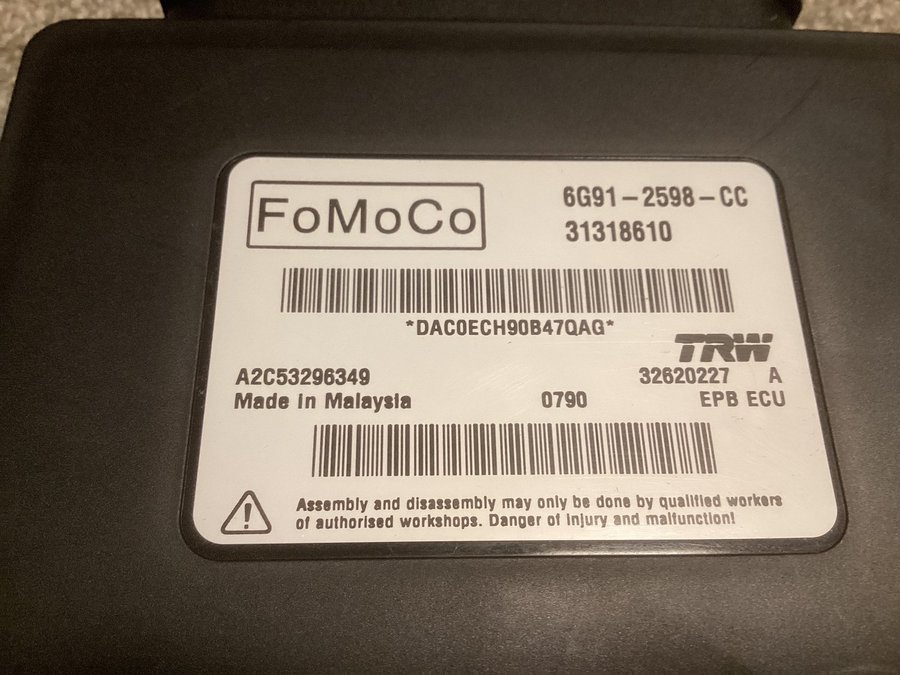 FoMoCo
6G91-2598-CC
31318610
*DAC0ECH90B47QAG*
TRW
A2C53296349
32620227 A
Made in Malaysia 0790 EPB ECU
Assembly and disassembly may only be done by qualified workers
of authorised workshops. Danger of injury and malfunction!